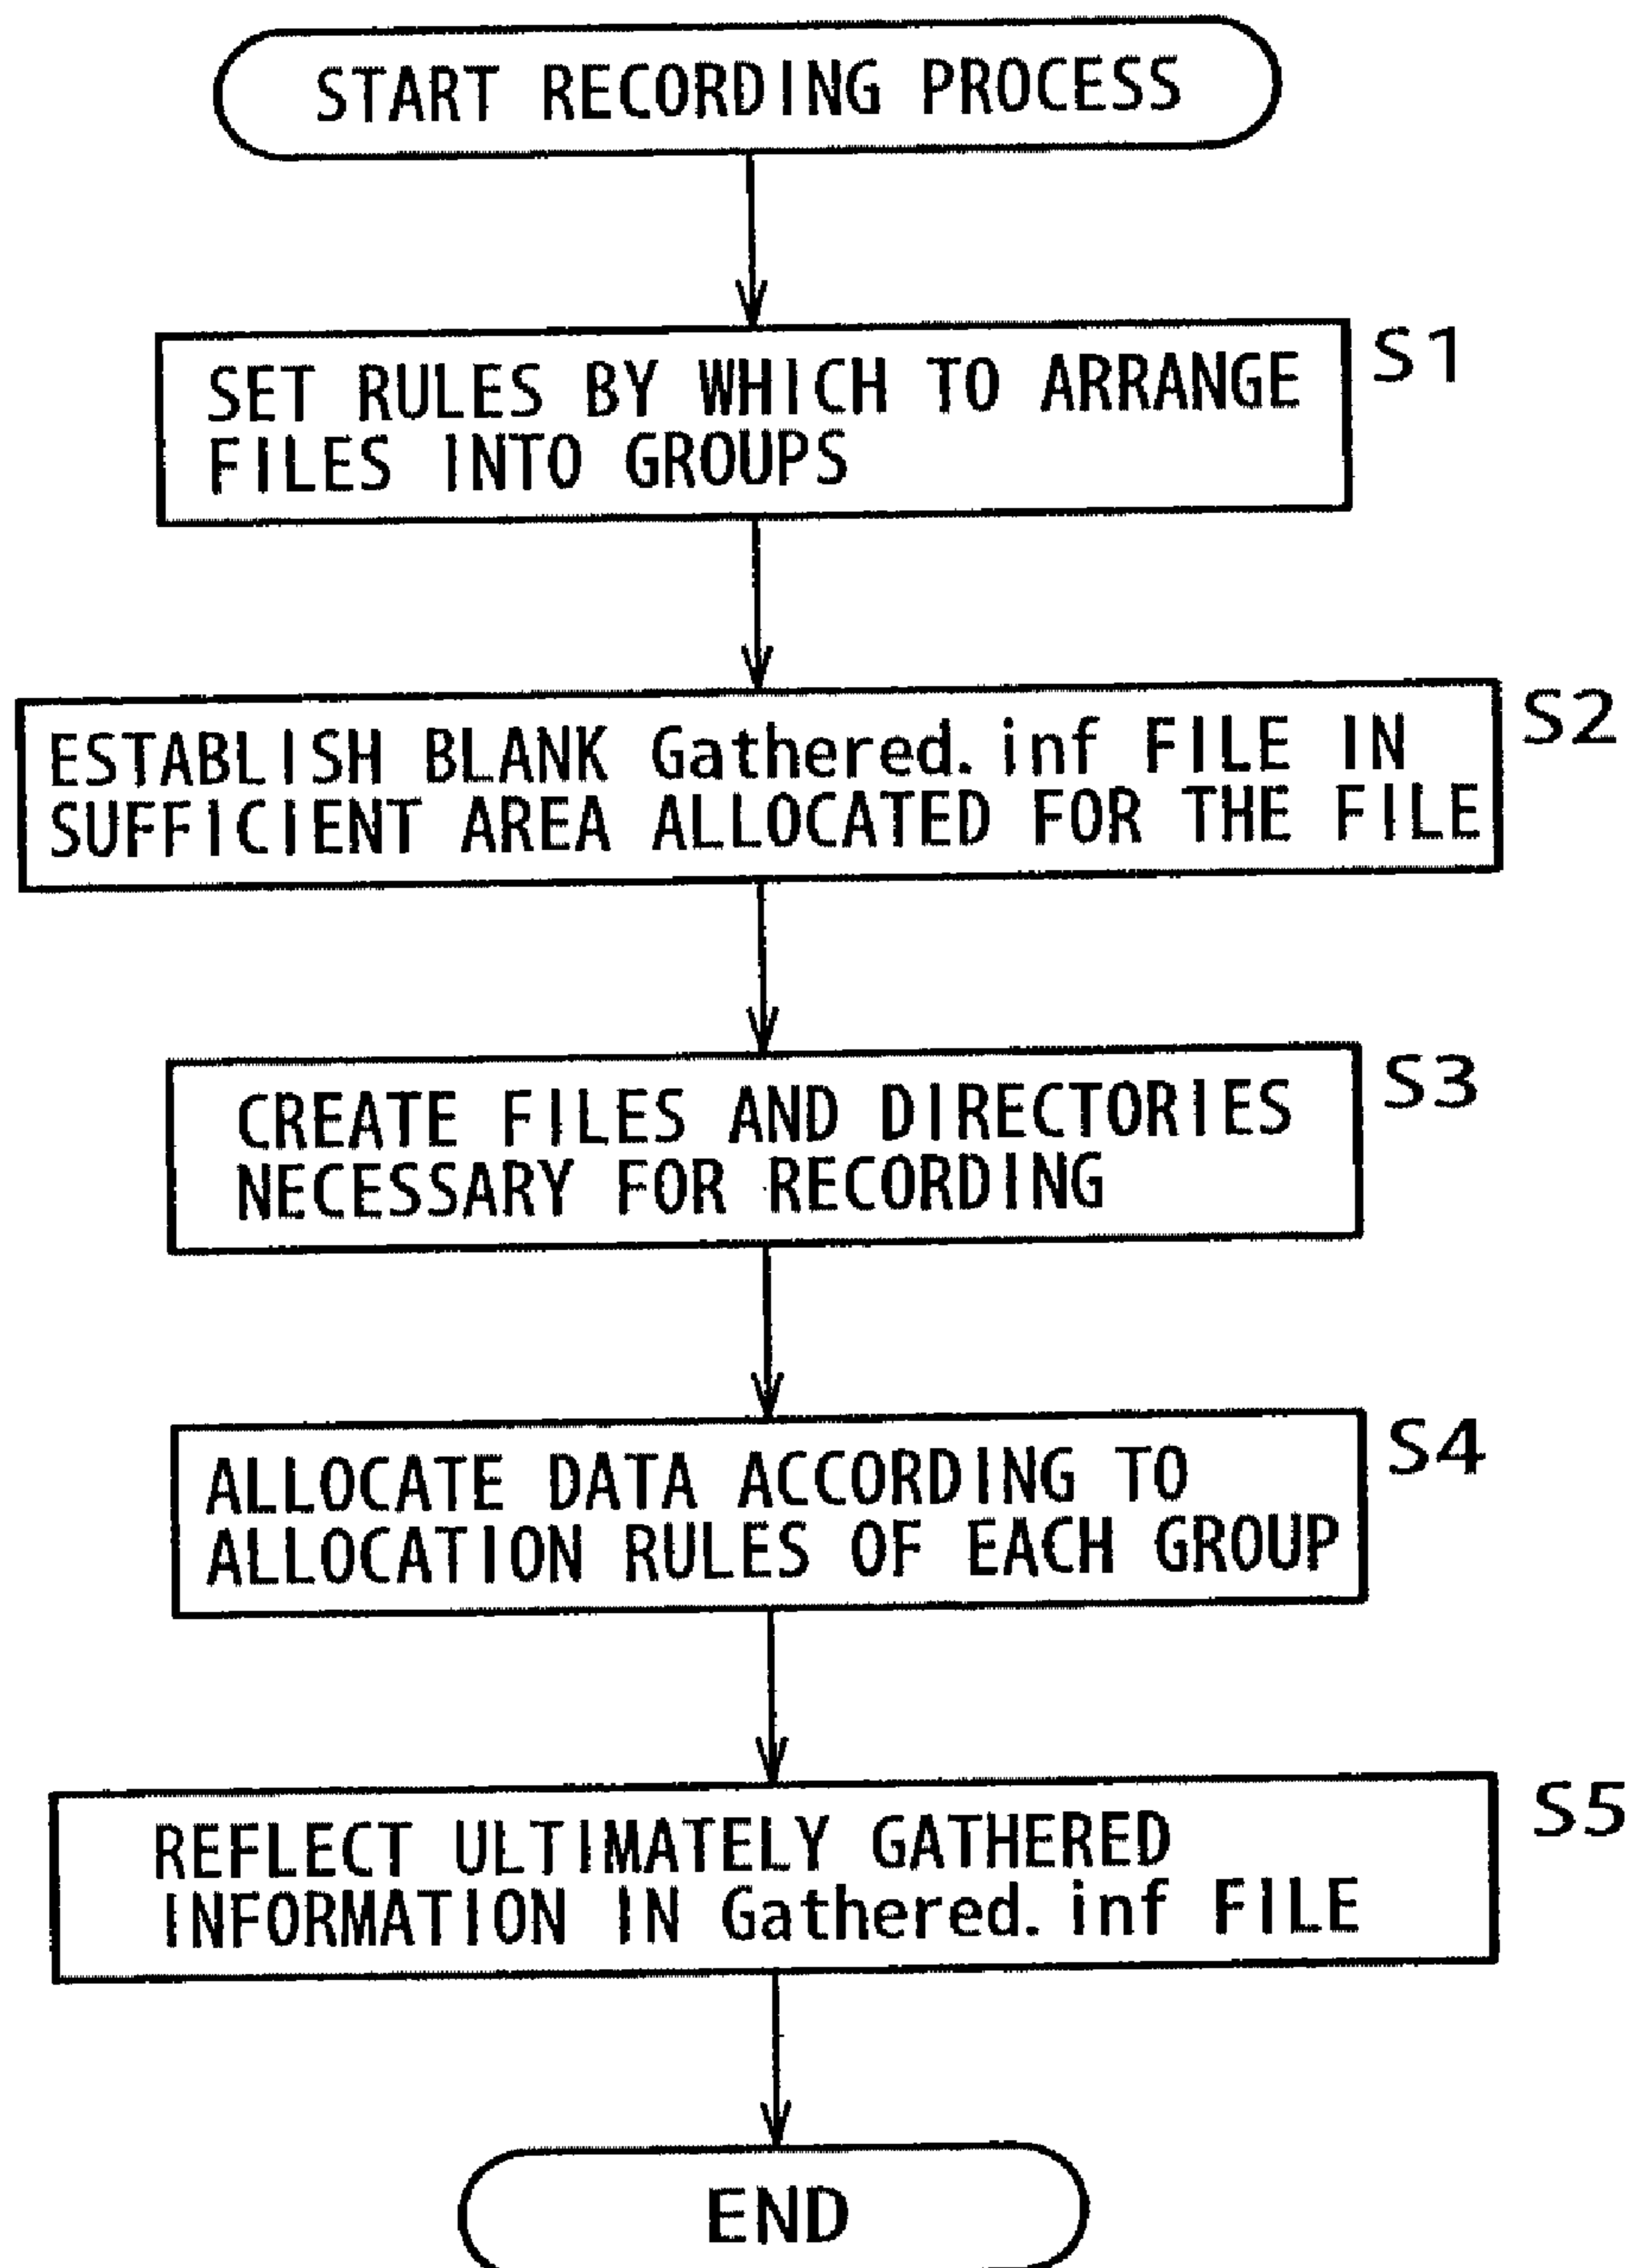 START RECORDING PROCESS
SET RULES BY WHICH TO ARRANGE
FILES INTO GROUPS
S1
ESTABLISH BLANK Gathered.inf FILE IN
SUFFICIENT AREA ALLOCATED FOR THE FILE
S2
CREATE FILES AND DIRECTORIES
NECESSARY FOR RECORDING
S3
ALLOCATE DATA ACCORDING TO
ALLOCATION RULES OF EACH GROUP
S4
REFLECT ULTIMATELY GATHERED
INFORMATION IN Gathered.inf FILE
S5
END